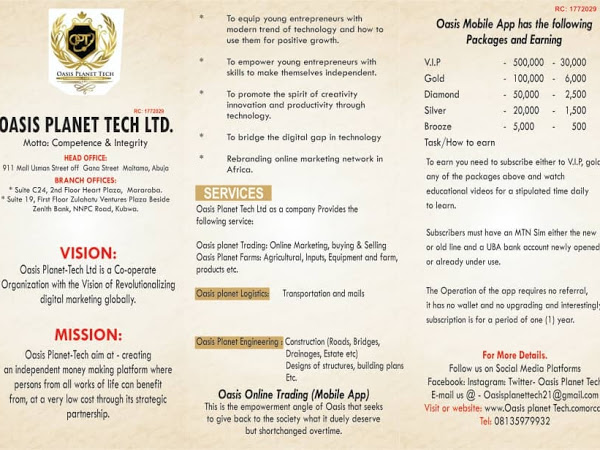 OPT
OASIS PLANET TECH
RC: 1772029
OASIS PLANET TECH LTD.
Motta: Competence & Integrity
HEAD OFFICE:
911 Mall Usman Street off Gana Street Maitama, Abuja
BRANCH OFFICES:
* Suite C24, 2nd Floor Heart Plaza, Mararaba.
* Suite 19, First Floor Zulahatu Ventures Plaza Beside
Zenith Bank, NNPC Road, Kubwa.
VISION:
Oasis Planet-Tech Ltd is a Co-operate
Organization with the Vision of Revolutionalizing
digital marketing globally.
MISSION:
Oasis Planet-Tech aim at - creating
an independent money making platform where
persons from all works of life can benefit
from, at a very low cost through its strategic
partnership.
* To equip young entrepreneurs with
modern trend of technology and how to
use them for positive growth.
* To empower young entrepreneurs with
skills to make themselves independent.
* To promote the spirit of creativity
innovation and productivity through
technology.
* To bridge the digital gap in technology
* Rebranding online marketing network in
Africa.
SERVICES
Oasis Planet Tech Ltd as a company Provides the
following service:
Oasis planet Trading: Online Marketing, buying & Selling
Oasis Planet Farms: Agricultural, Inputs, Equipment and farm,
products etc.
Oasis planet Logistics: Transportation and mails
Oasis Planet Engineering : Construction (Roads, Bridges,
Drainages, Estate etc)
Designs of structures, building plans
Etc.
Oasis Online Trading (Mobile App)
This is the empowerment angle of Oasis that seeks
to give back to the society what it duely deserve
but shortchanged overtime.
RC: 1772029
Oasis Mobile App has the following
Packages and Earning
V.I.P - 500,000 - 30,000
Gold - 100,000 - 6,000
Diamond - 50,000 - 2,500
Silver - 20,000 - 1,500
Brooze - 5,000 - 500
Task/How to earn
To earn you need to subscribe either to V.I.P, gold
any of the packages above and watch
educational videos for a stipulated time daily
to learn.
Subscribers must have an MTN Sim either the new
or old line and a UBA bank account newly opened
or already under use.
The Operation of the app requires no referral,
it has no wallet and no upgrading and interestingly
subscription is for a period of one (1) year.
For More Details.
Follow us on Social Media Platforms
Facebook: Instagram: Twitter- Oasis Planet Tech
E-mail us @ - Oasisplanettech21@gmail.com
Visit or website: www.Oasis planet Tech.comorcc
Tel: 08135979932